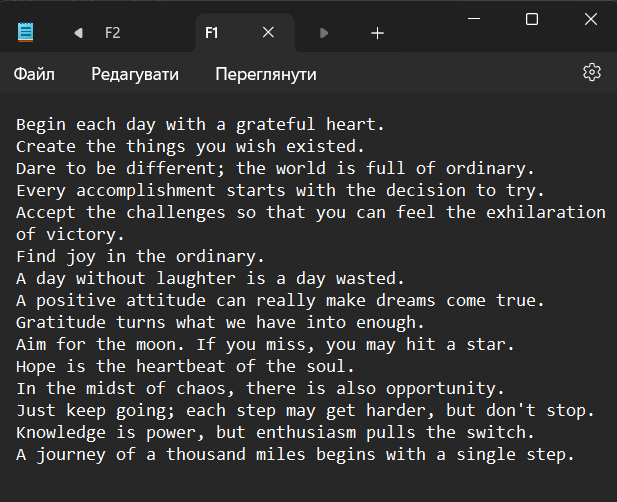 F2
F1
Файл Редагувати Переглянути
Begin each day with a grateful heart.
Create the things you wish existed.
Dare to be different; the world is full of ordinary.
Every accomplishment starts with the decision to try.
Accept the challenges so that you can feel the exhilaration
of victory.
Find joy in the ordinary.
A day without laughter is a day wasted.
A positive attitude can really make dreams come true.
Gratitude turns what we have into enough.
Aim for the moon. If you miss, you may hit a star.
Hope is the heartbeat of the soul.
In the midst of chaos, there is also opportunity.
Just keep going; each step may get harder, but don't stop.
Knowledge is power, but enthusiasm pulls the switch.
A journey of a thousand miles begins with a single step.